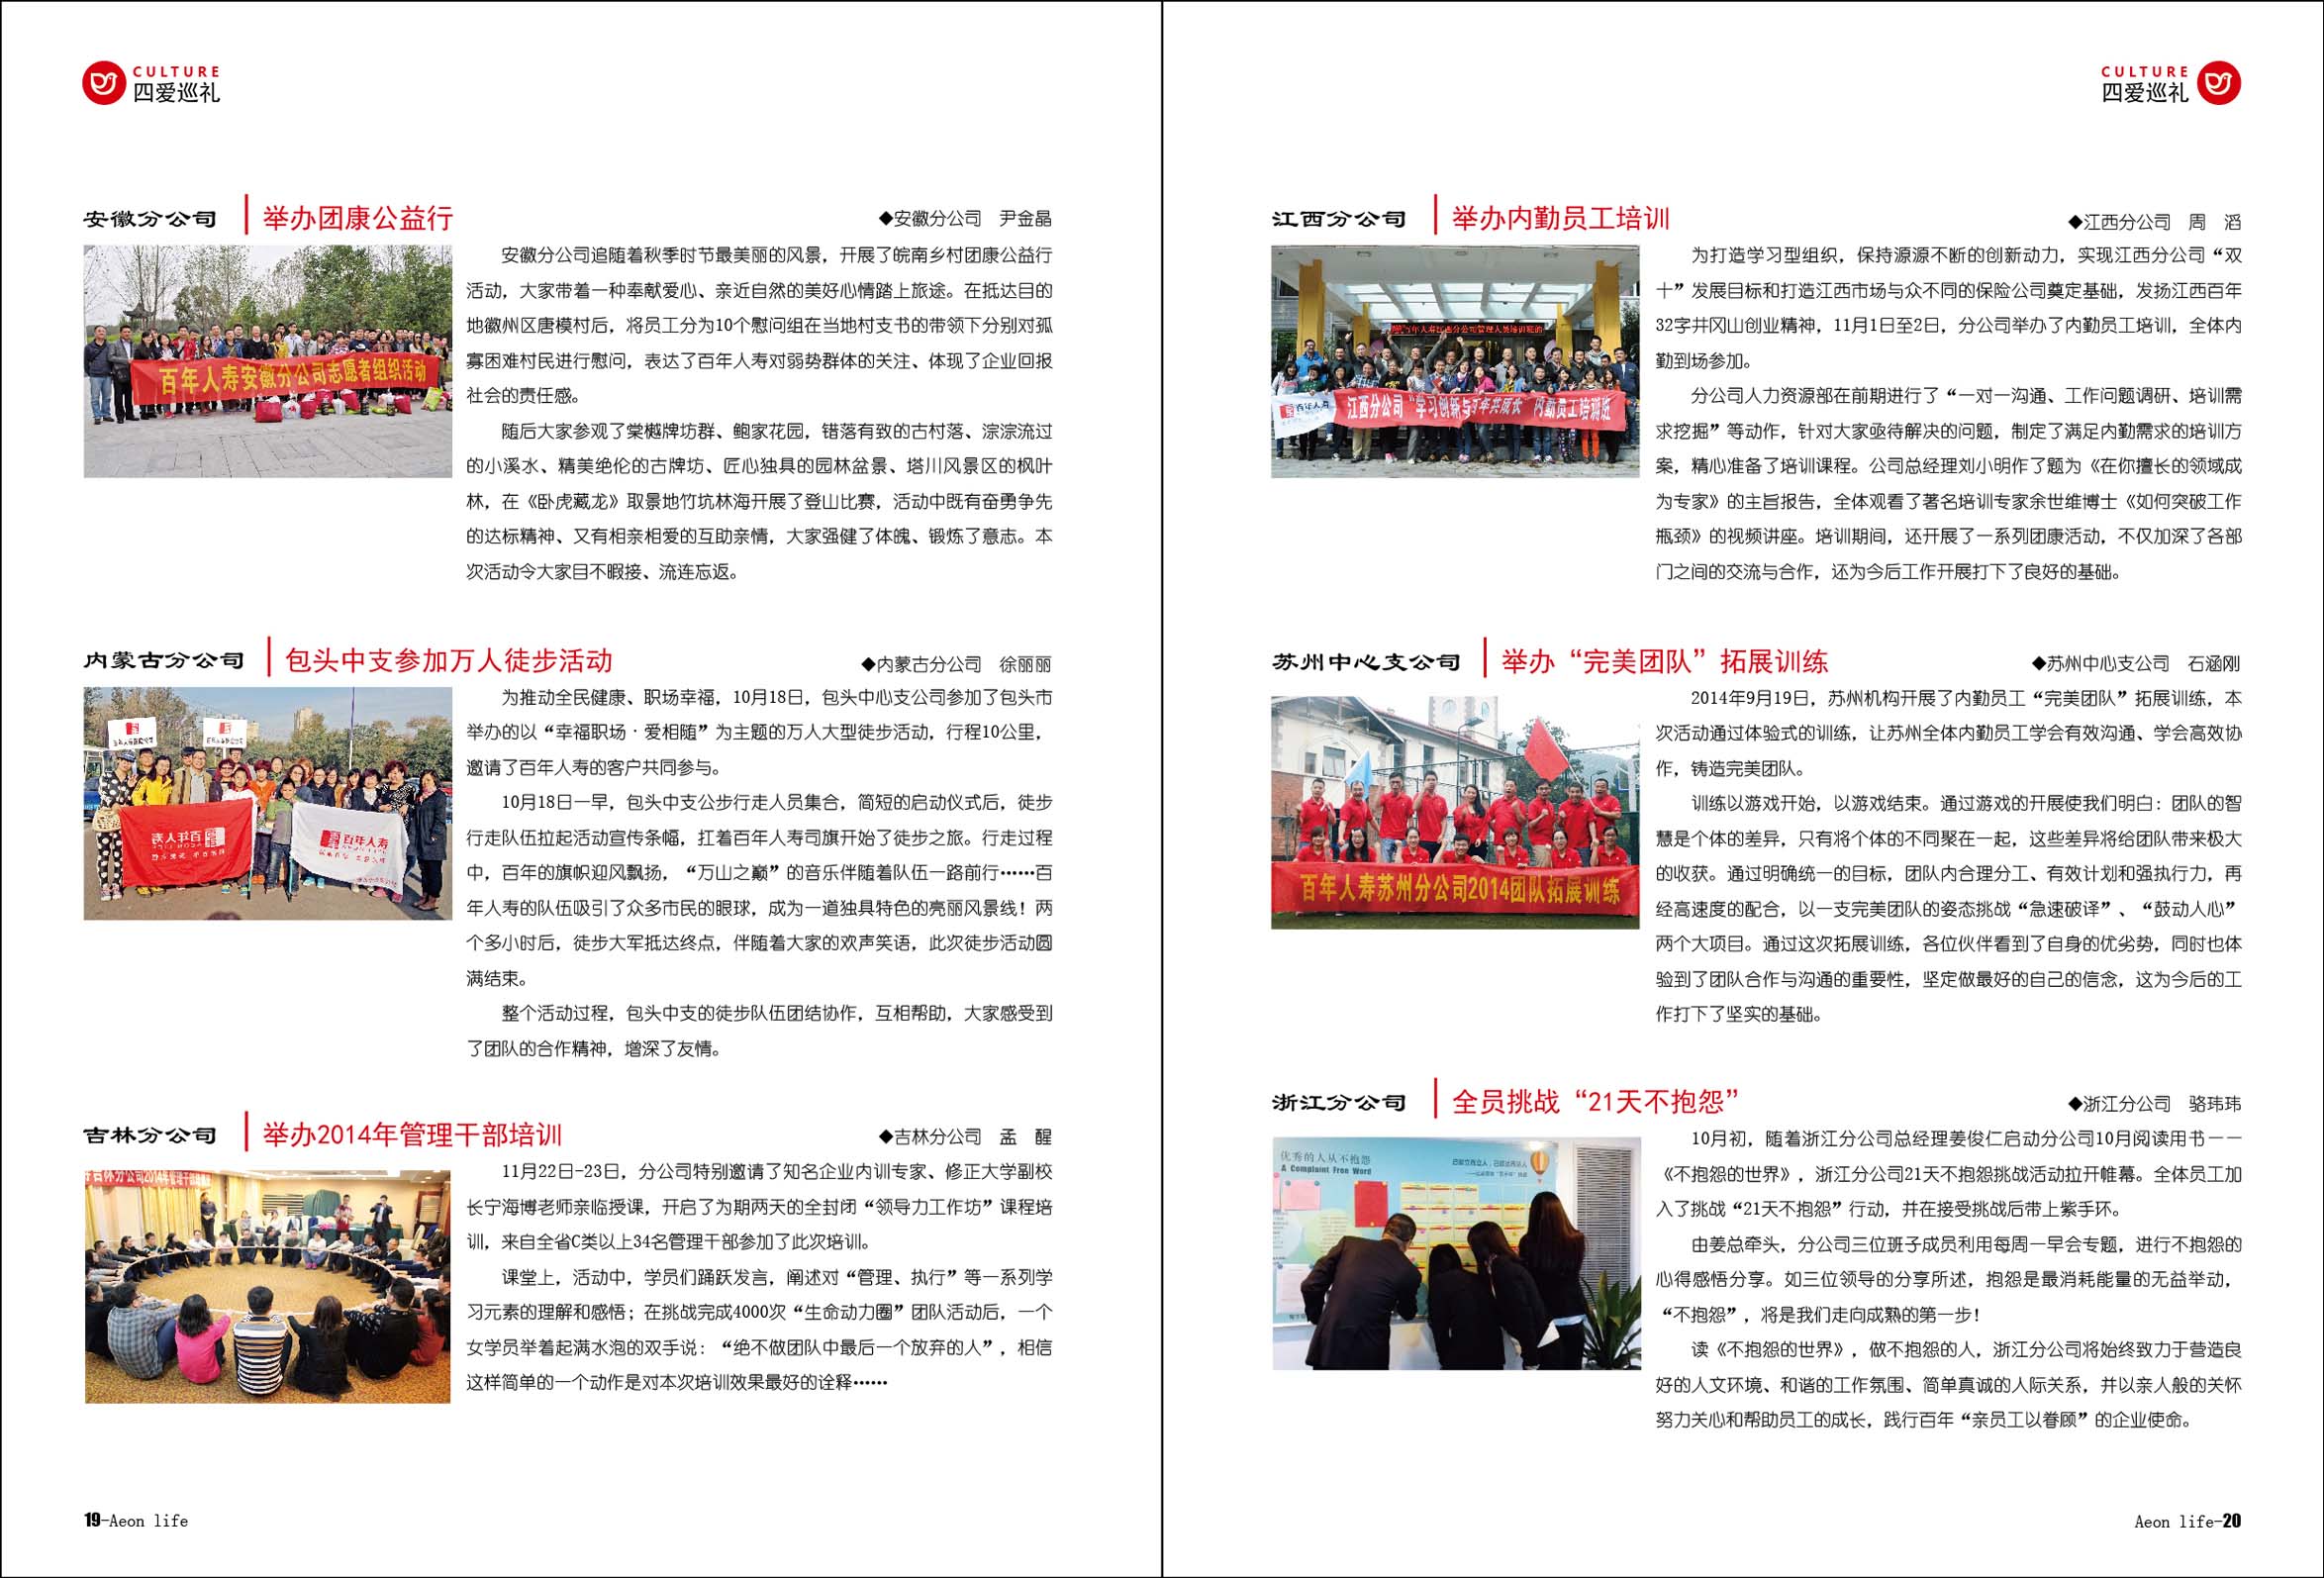 CULTURE
四爱巡礼
安徽分公司
举办团康公益行
◆安徽分公司　尹金晶
百年人寿安徽分公司志愿者组织活动
安徽分公司追随着秋季时节最美丽的风景，开展了皖南乡村团康公益行
活动，大家带着一种奉献爱心、亲近自然的美好心情踏上旅途。在抵达目的
地徽州区唐模村后，将员工分为10个慰问组在当地村支书的带领下分别对孤
寡困难村民进行慰问，表达了百年人寿对弱势群体的关注、体现了企业回报
社会的责任感。
随后大家参观了棠樾牌坊群、鲍家花园，错落有致的古村落、淙淙流过
的小溪水、精美绝伦的古牌坊、匠心独具的园林盆景、塔川风景区的枫叶
林，在《卧虎藏龙》取景地竹坑林海开展了登山比赛，活动中既有奋勇争先
的达标精神、又有相亲相爱的互助亲情，大家强健了体魄、锻炼了意志。本
次活动令大家目不暇接、流连忘返。
内蒙古分公司
包头中支参加万人徒步活动
◆内蒙古分公司　徐丽丽
百年人寿
百年人寿
为推动全民健康、职场幸福，10月18日，包头中心支公司参加了包头市
举办的以“幸福职场·爱相随”为主题的万人大型徒步活动，行程10公里，
邀请了百年人寿的客户共同参与。
10月18日一早，包头中支公步行走人员集合，简短的启动仪式后，徒步
行走队伍拉起活动宣传条幅，扛着百年人寿司旗开始了徒步之旅。行走过程
中，百年的旗帜迎风飘扬，“万山之巅”的音乐伴随着队伍一路前行……百
年人寿的队伍吸引了众多市民的眼球，成为一道独具特色的亮丽风景线！两
个多小时后，徒步大军抵达终点，伴随着大家的欢声笑语，此次徒步活动圆
满结束。
整个活动过程，包头中支的徒步队伍团结协作，互相帮助，大家感受到
了团队的合作精神，增深了友情。
吉林分公司
举办2014年管理干部培训
◆吉林分公司　孟　醒
11月22日-23日，分公司特别邀请了知名企业内训专家、修正大学副校
长宁海博老师亲临授课，开启了为期两天的全封闭“领导力工作坊”课程培
训，来自全省C类以上34名管理干部参加了此次培训。
课堂上，活动中，学员们踊跃发言，阐述对“管理、执行”等一系列学
习元素的理解和感悟；在挑战完成4000次“生命动力圈”团队活动后，一个
女学员举着起满水泡的双手说：“绝不做团队中最后一个放弃的人”，相信
这样简单的一个动作是对本次培训效果最好的诠释……
19-Aeon life
CULTURE
四爱巡礼
江西分公司
举办内勤员工培训
◆江西分公司　周　滔
百年人寿江西分公司管理人员培训班
百年人寿
江西分公司“学习创新与百年共成长”内勤员工培训班
为打造学习型组织，保持源源不断的创新动力，实现江西分公司“双
十”发展目标和打造江西市场与众不同的保险公司奠定基础，发扬江西百年
32字井冈山创业精神，11月1日至2日，分公司举办了内勤员工培训，全体内
勤到场参加。
分公司人力资源部在前期进行了“一对一沟通、工作问题调研、培训需
求挖掘”等动作，针对大家亟待解决的问题，制定了满足内勤需求的培训方
案，精心准备了培训课程。公司总经理刘小明作了题为《在你擅长的领域成
为专家》的主旨报告，全体观看了著名培训专家余世维博士《如何突破工作
瓶颈》的视频讲座。培训期间，还开展了一系列团康活动，不仅加深了各部
门之间的交流与合作，还为今后工作开展打下了良好的基础。
苏州中心支公司
举办“完美团队”拓展训练
◆苏州中心支公司　石涵刚
百年人寿苏州分公司2014团队拓展训练
2014年9月19日，苏州机构开展了内勤员工“完美团队”拓展训练，本
次活动通过体验式的训练，让苏州全体内勤员工学会有效沟通、学会高效协
作，铸造完美团队。
训练以游戏开始，以游戏结束。通过游戏的开展使我们明白：团队的智
慧是个体的差异，只有将个体的不同聚在一起，这些差异将给团队带来极大
的收获。通过明确统一的目标，团队内合理分工、有效计划和强执行力，再
经高速度的配合，以一支完美团队的姿态挑战“急速破译”、“鼓动人心”
两个大项目。通过这次拓展训练，各位伙伴看到了自身的优劣势，同时也体
验到了团队合作与沟通的重要性，坚定做最好的自己的信念，这为今后的工
作打下了坚实的基础。
浙江分公司
全员挑战“21天不抱怨”
◆浙江分公司　骆玮玮
优秀的人从不抱怨
A Complaint Free Word
10月初，随着浙江分公司总经理姜俊仁启动分公司10月阅读用书——
《不抱怨的世界》，浙江分公司21天不抱怨挑战活动拉开帷幕。全体员工加
入了挑战“21天不抱怨”行动，并在接受挑战后带上紫手环。
由姜总牵头，分公司三位班子成员利用每周一早会专题，进行不抱怨的
心得感悟分享。如三位领导的分享所述，抱怨是最消耗能量的无益举动，
“不抱怨”，将是我们走向成熟的第一步！
读《不抱怨的世界》，做不抱怨的人，浙江分公司将始终致力于营造良
好的人文环境、和谐的工作氛围、简单真诚的人际关系，并以亲人般的关怀
努力关心和帮助员工的成长，践行百年“亲员工以眷顾”的企业使命。
Aeon life-20